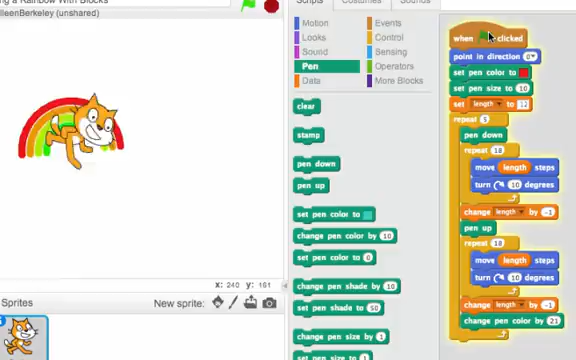 ing a Rainbow With Blocks
illeenBerkeley (unshared)
Scripts
Costumes
Sounds
Motion
Events
Looks
Control
Sound
Sensing
Pen
Operators
Data
More Blocks
clear
stamp
pen down
pen up
set pen color to
change pen color by 10
set pen color to 0
change pen shade by 10
set pen shade to 50
change pen size by 1
set pen size to 1
when clicked
point in direction 0
set pen color to
set pen size to 10
set length to 12
repeat 5
pen down
repeat 18
move length steps
turn 10 degrees
change length by -1
pen up
repeat 18
move length steps
turn 10 degrees
change length by -1
change pen color by 21
x: 240 y: 161
Sprites
New sprite: